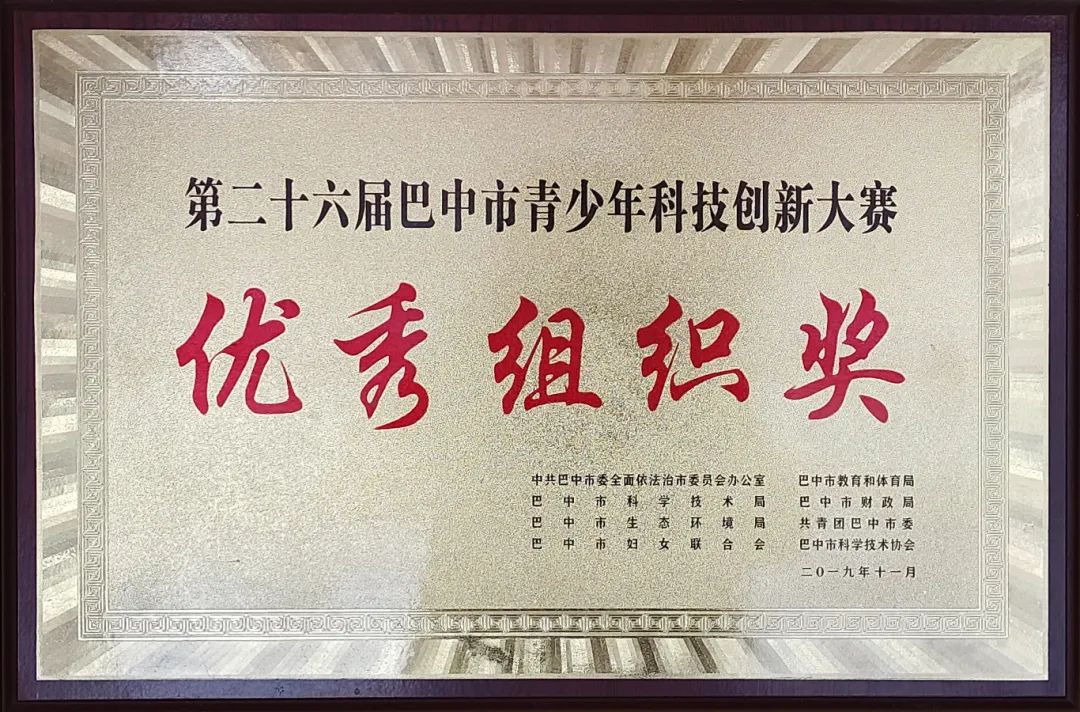 第二十六届巴中市青少年科技创新大赛
优秀组织奖
中共巴中市委全面依法治市委员会办公室 巴中市教育和体育局
巴中市科学技术局 巴中市财政局
巴中市生态环境局 共青团巴中市委
巴中市妇女联合会 巴中市科学技术协会
二〇一九年十一月